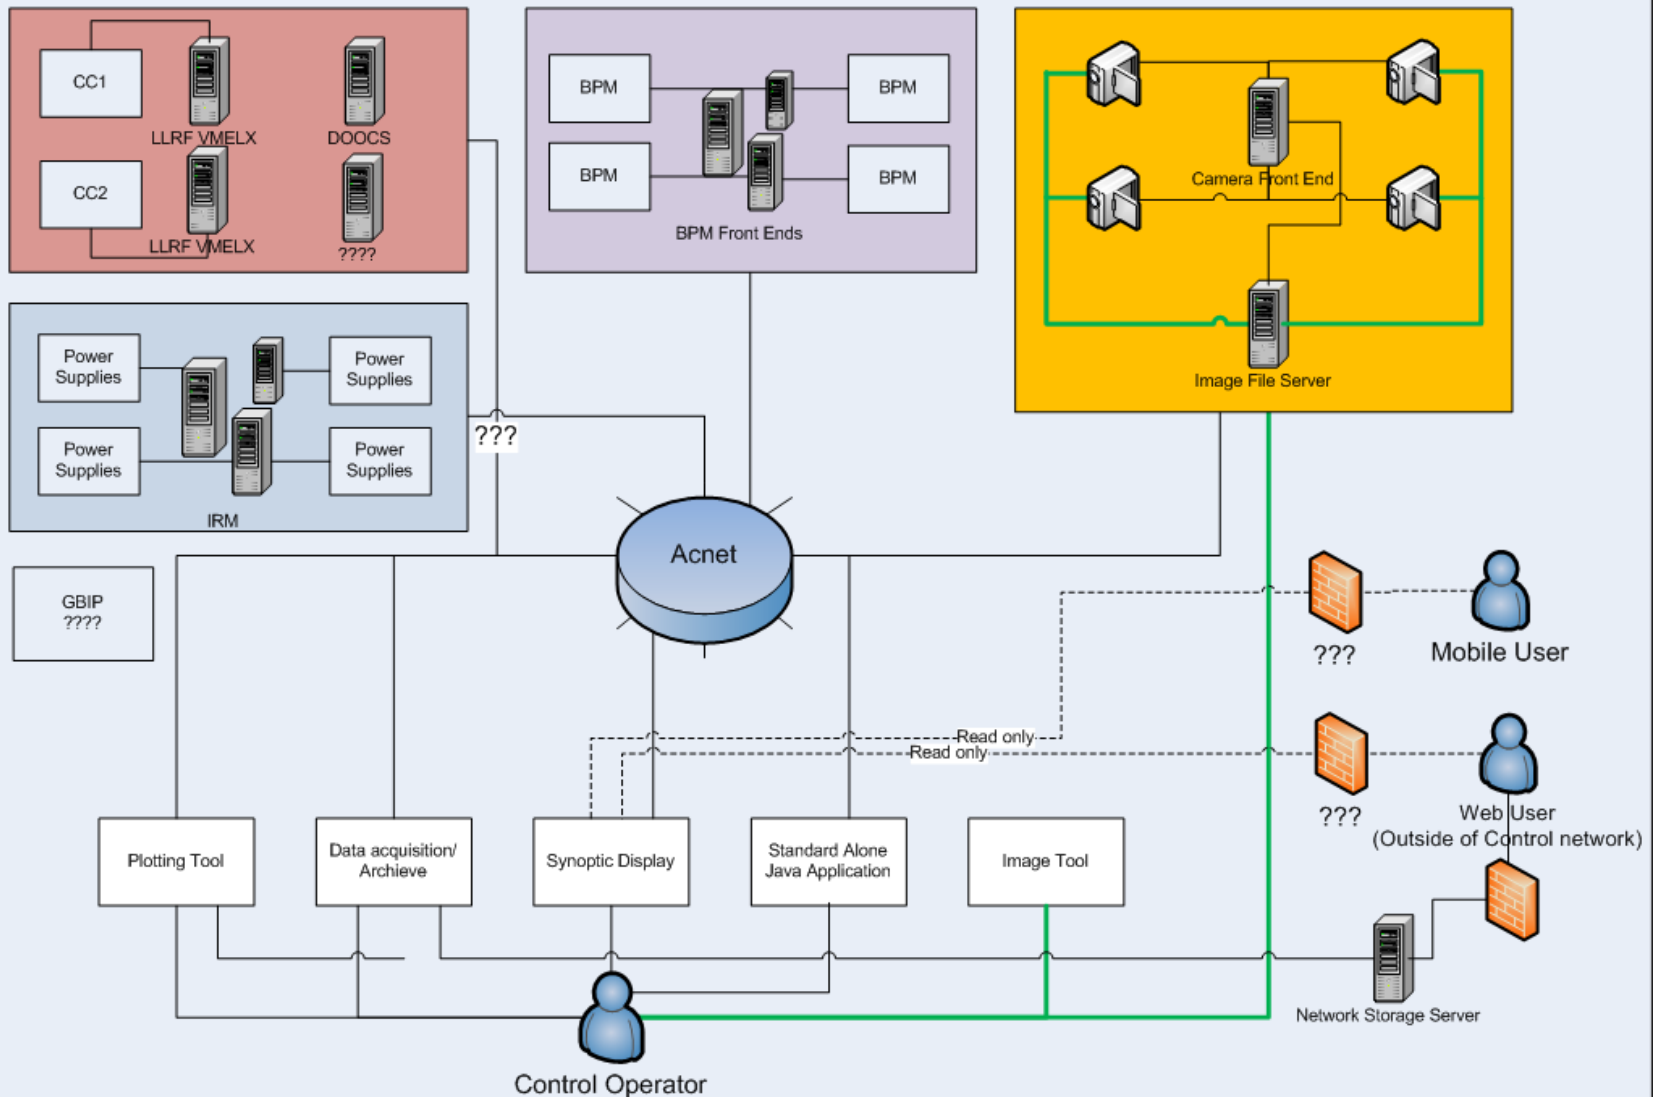 CC1
LLRF VMELX
DOOCS
CC2
LLRF VMELX
????
BPM
BPM
BPM
BPM
BPM Front Ends
Camera Front End
Image File Server
Power
Supplies
Power
Supplies
Power
Supplies
Power
Supplies
IRM
???
Acnet
GBIP
????
???
Mobile User
Read only
Read only
???
Web User
(Outside of Control network)
Plotting Tool
Data acquisition/
Archieve
Synoptic Display
Standard Alone
Java Application
Image Tool
Network Storage Server
Control Operator